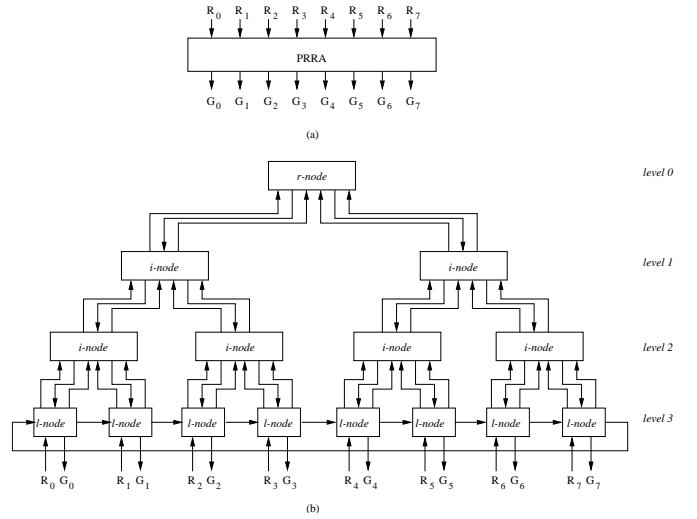 R0 R1 R2 R3 R4 R5 R6 R7
PRRA
G0 G1 G2 G3 G4 G5 G6 G7
(a)
r-node level 0
i-node i-node level 1
i-node i-node i-node i-node level 2
l-node l-node l-node l-node l-node l-node l-node l-node level 3
R0 G0 R1 G1 R2 G2 R3 G3 R4 G4 R5 G5 R6 G6 R7 G7
(b)